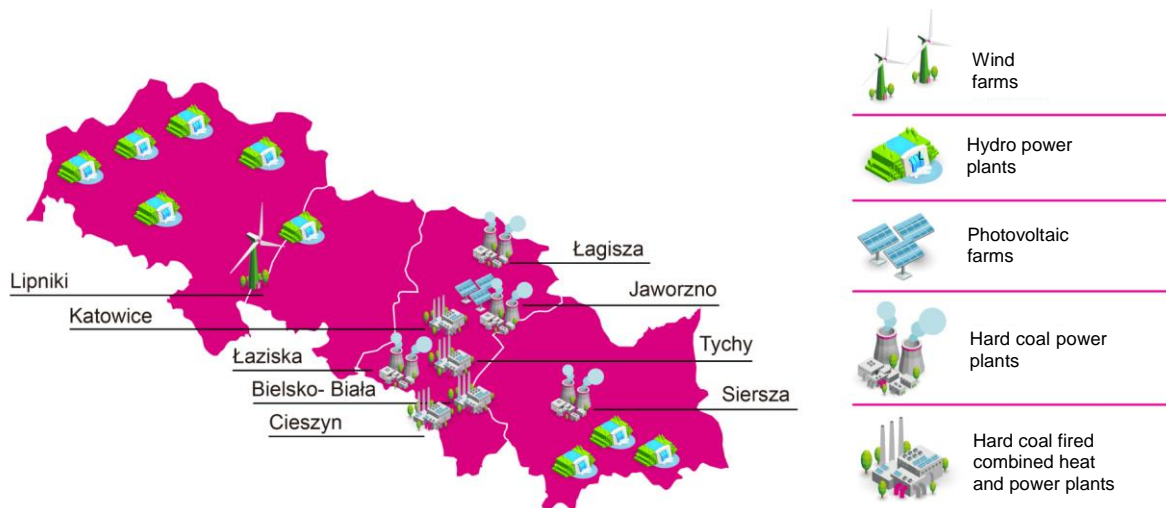 Lipniki
Katowice
Łaziska
Bielsko- Biała
Cieszyn
Łagisza
Jaworzno
Tychy
Siersza
Wind
farms
Hydro power
plants
Photovoltaic
farms
Hard coal power
plants
Hard coal fired
combined heat
and power plants